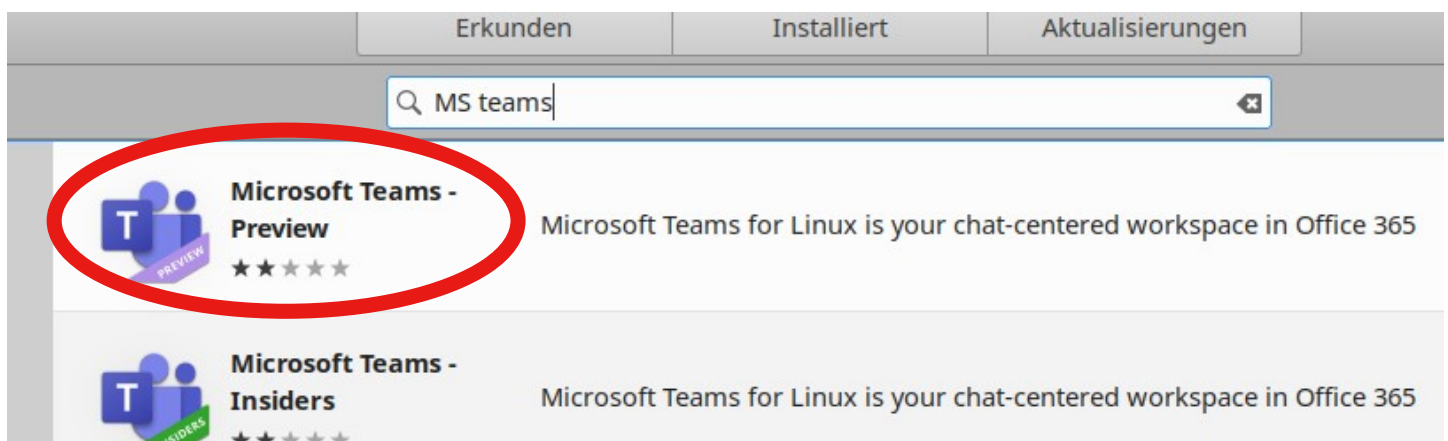 Erkunden Installiert Aktualisierungen
MS teams
Microsoft Teams -
Preview
Microsoft Teams for Linux is your chat-centered workspace in Office 365
T
PREVIEW
Microsoft Teams -
Insiders
Microsoft Teams for Linux is your chat-centered workspace in Office 365
T